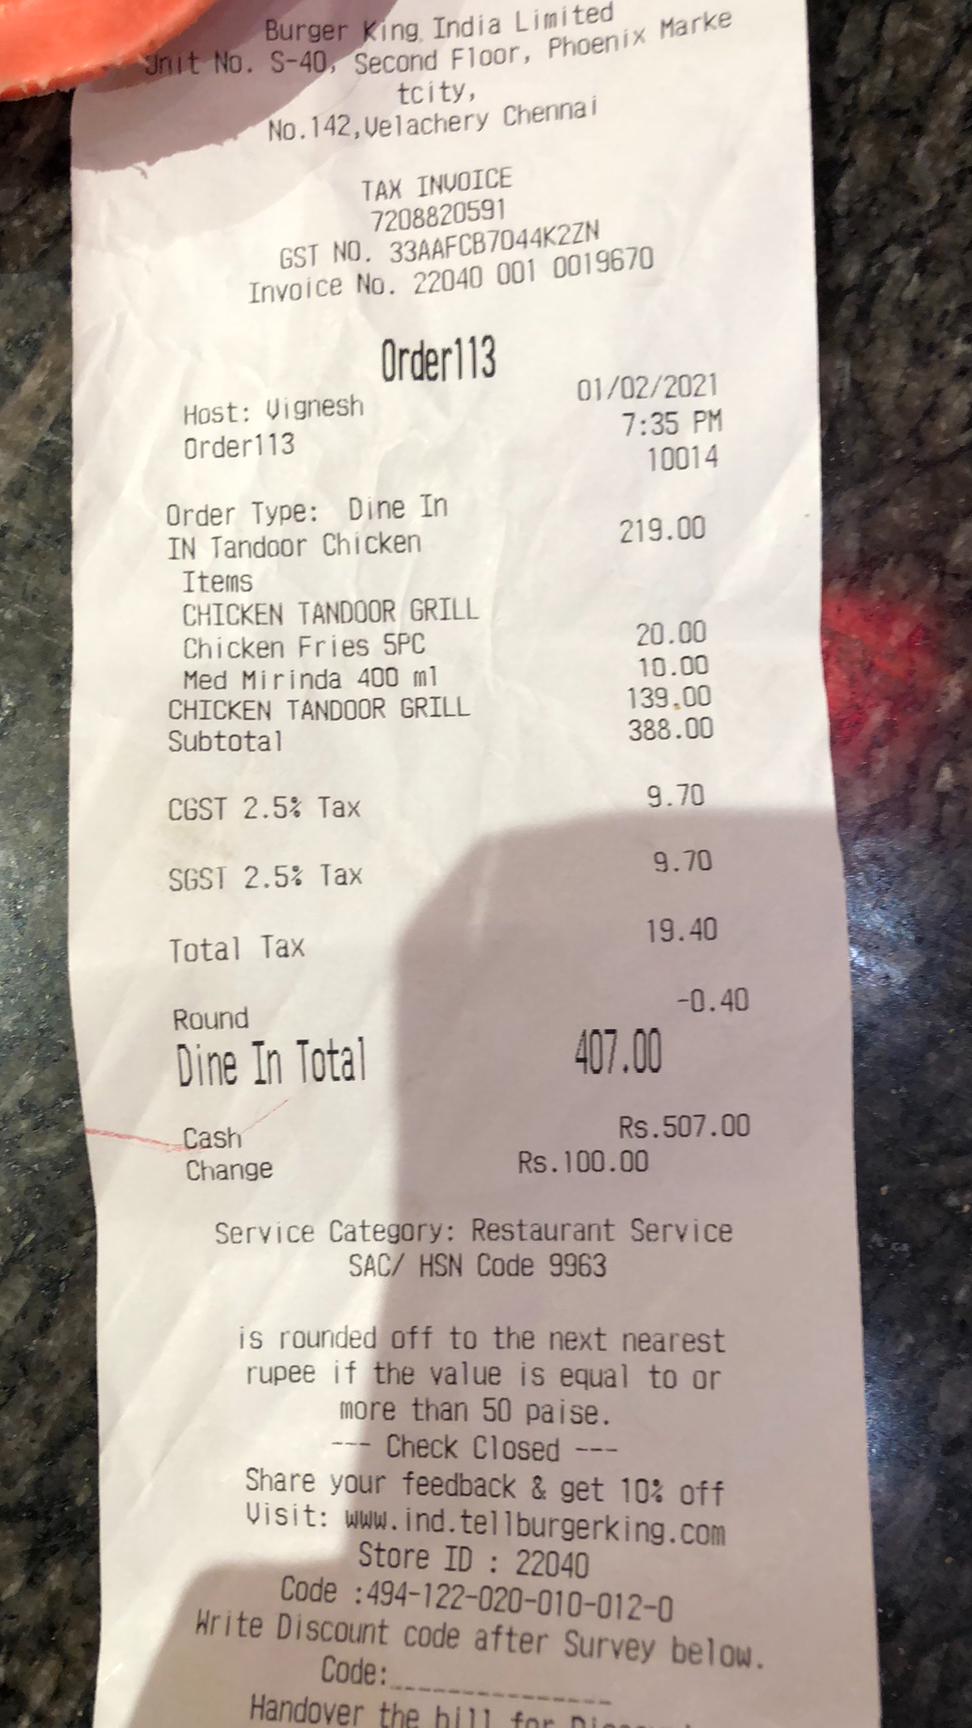 Burger King India Limited
Unit No. S-40, Second Floor, Phoenix Marke
tcity,
No.142,Velachery Chennai
TAX INVOICE
7208820591
GST NO. 33AAFCB7044K2ZN
Invoice No. 22040 001 0019670
Order113
Host: Vignesh 01/02/2021
Order113 7:35 PM
10014
Order Type: Dine In
IN Tandoor Chicken 219.00
Items
CHICKEN TANDOOR GRILL
Chicken Fries 5PC 20.00
Med Mirinda 400 ml 10.00
CHICKEN TANDOOR GRILL 139.00
Subtotal 388.00
CGST 2.5% Tax 9.70
SGST 2.5% Tax 9.70
Total Tax 19.40
Round -0.40
Dine In Total 407.00
Cash Rs.507.00
Change Rs.100.00
Service Category: Restaurant Service
SAC/ HSN Code 9963
is rounded off to the next nearest
rupee if the value is equal to or
more than 50 paise.
--- Check Closed ---
Share your feedback & get 10% off
Visit: www.ind.tellburgerking.com
Store ID : 22040
Code :494-122-020-010-012-0
Write Discount code after Survey below.
Code:_______________
Handover the bill for